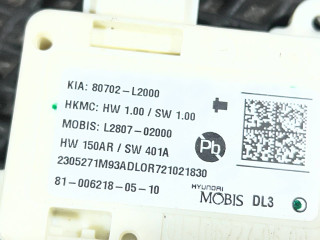 KIA: 80702-L2000
HKMC: HW 1.00 / SW 1.00
MOBIS: L2807-02000
HW 150AR / SW 401A
Pb
2305271M93ADLOR721021830
81-006218-05-10
HYUNDAI
MOBIS DL3